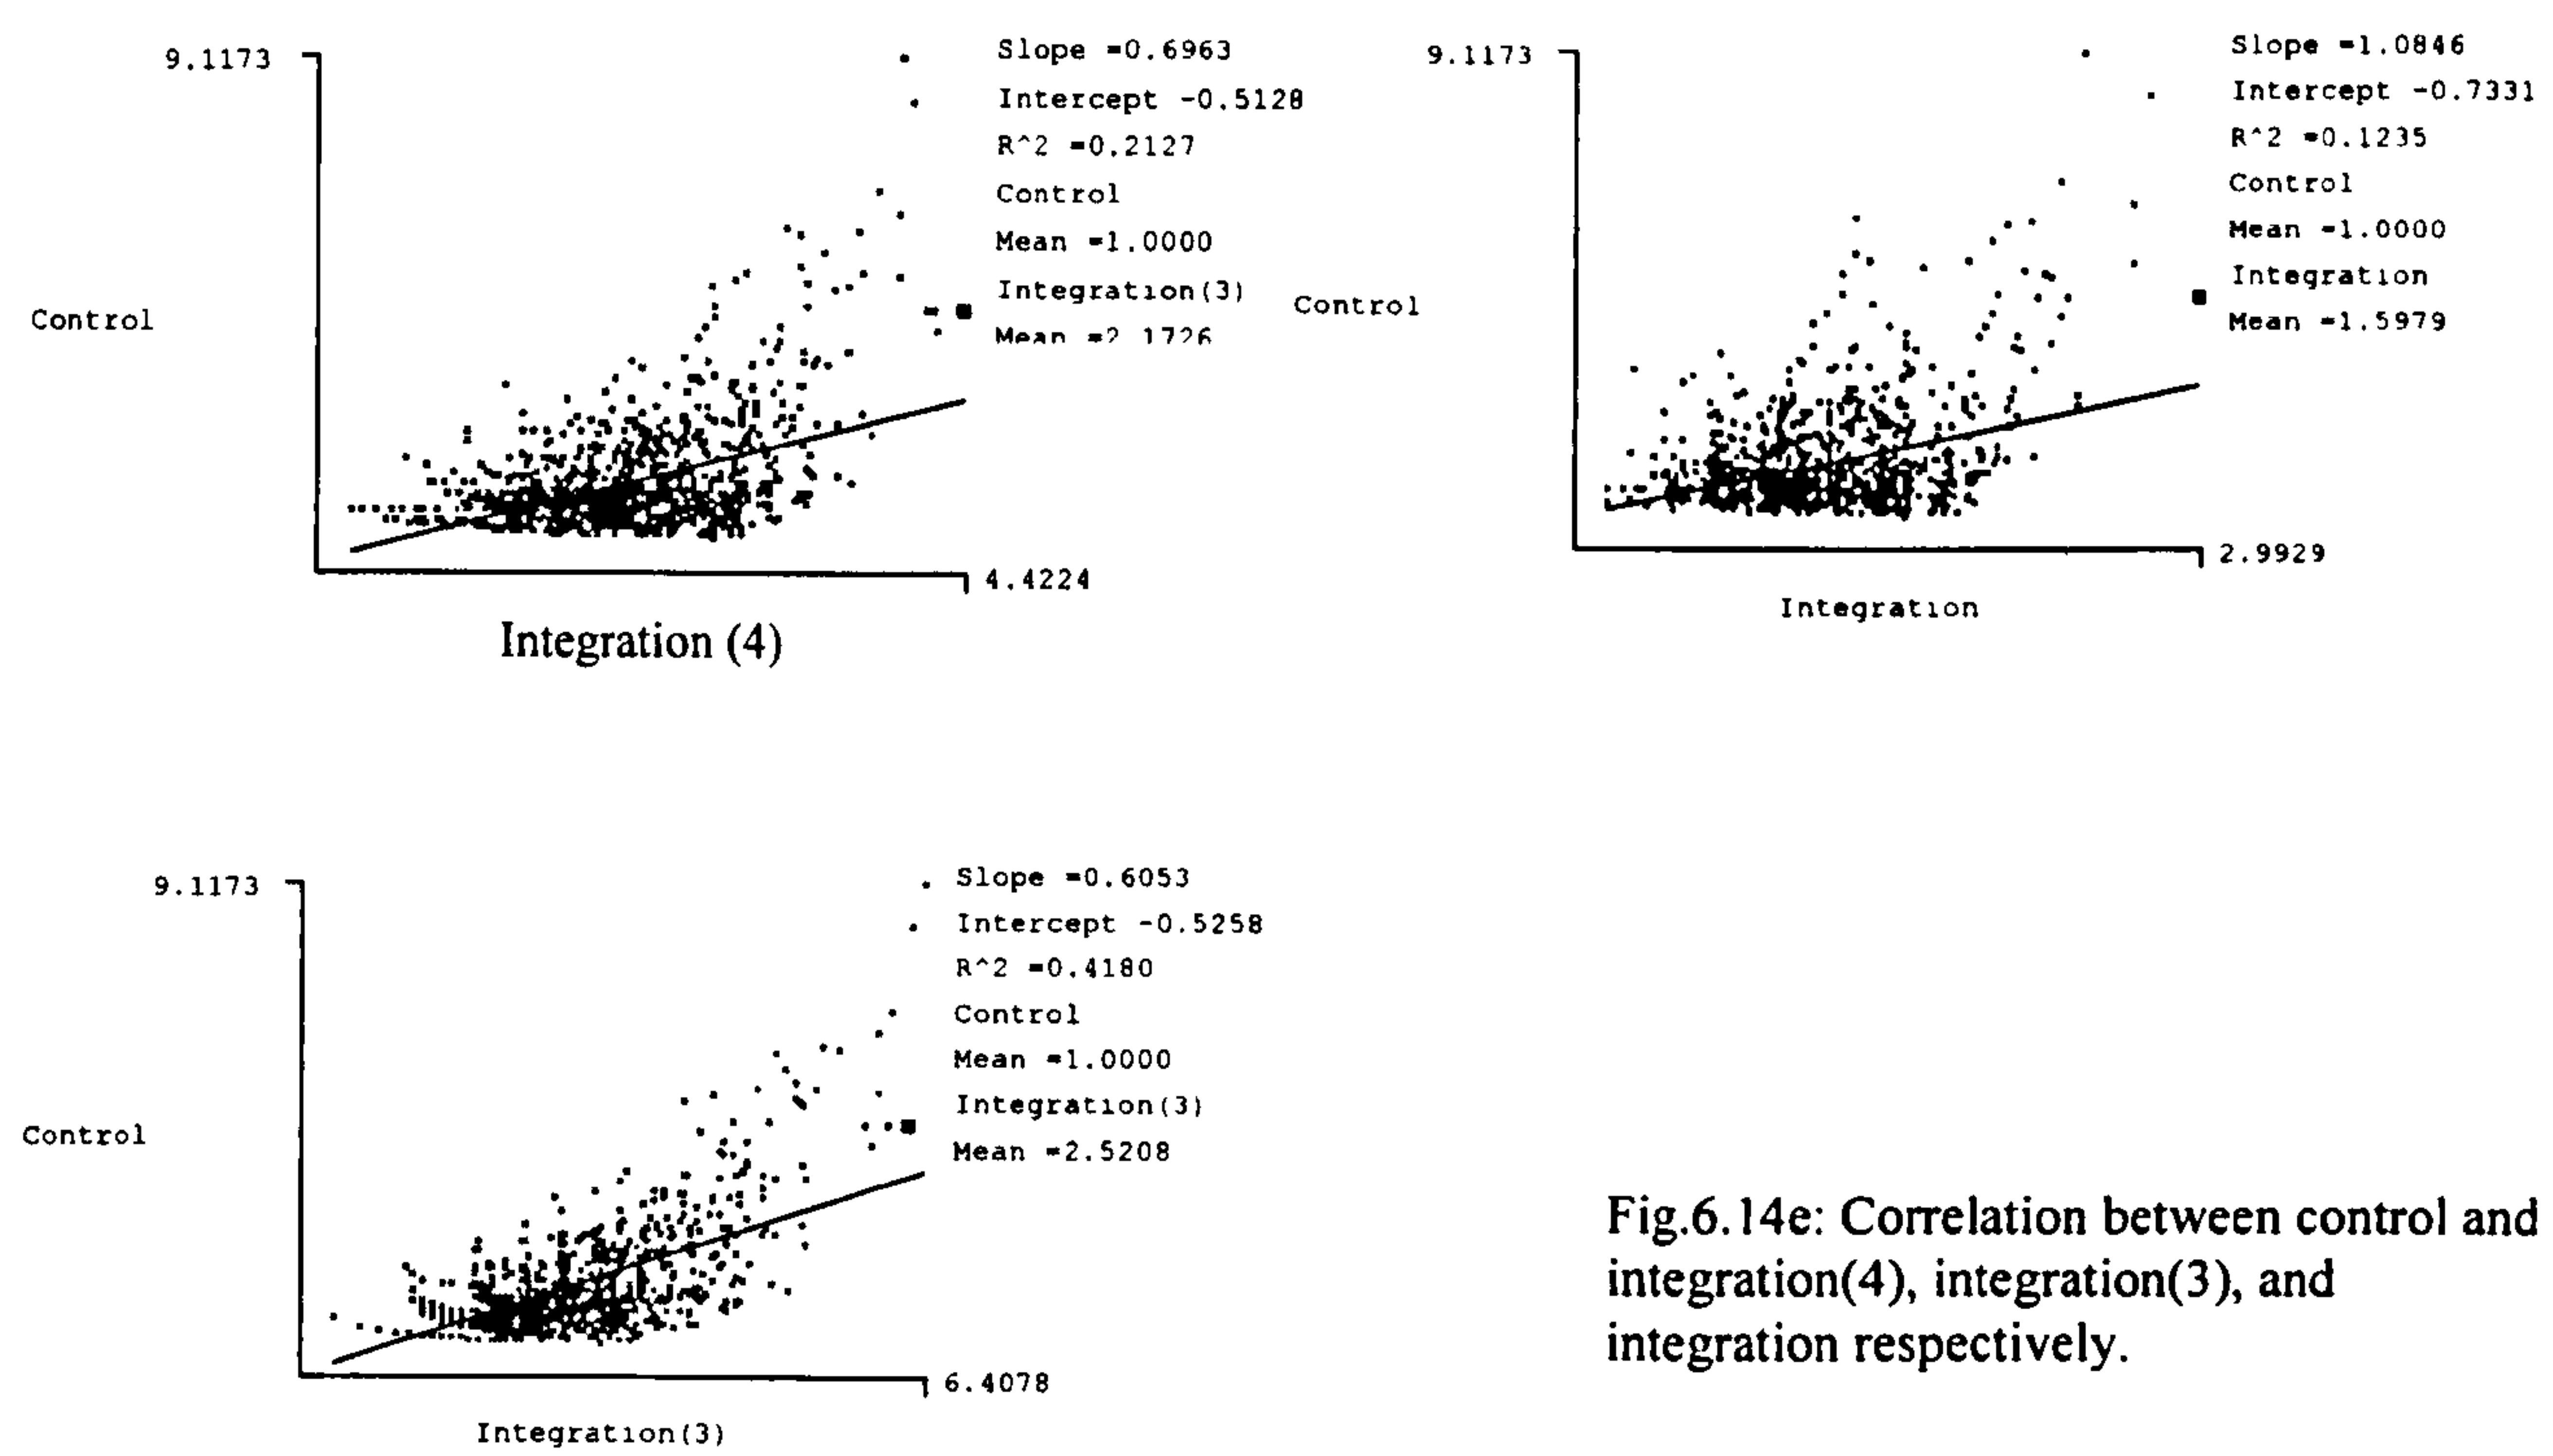 9.1173
Control
Slope =0.6963
Intercept -0.5128
R^2 =0.2127
Control
Mean =1.0000
Integration(3)
Mean =2.1726
4.4224
Integration (4)
9.1173
Control
Slope =1.0846
Intercept -0.7331
R^2 =0.1235
Control
Mean =1.0000
Integration
Mean =1.5979
2.9929
Integration
9.1173
Control
Slope =0.6053
Intercept -0.5258
R^2 =0.4180
Control
Mean =1.0000
Integration(3)
Mean =2.5208
6.4078
Integration(3)
Fig.6.14e: Correlation between control and
integration(4), integration(3), and
integration respectively.